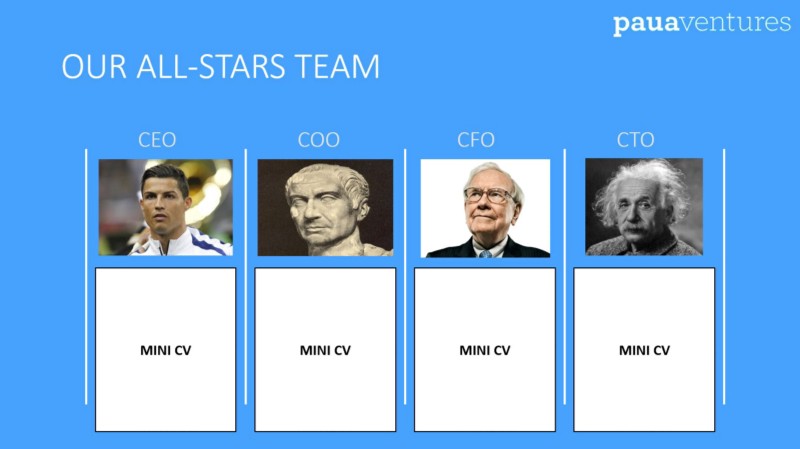 pauaventures
OUR ALL-STARS TEAM
CEO
COO
CFO
CTO
MINI CV
MINI CV
MINI CV
MINI CV